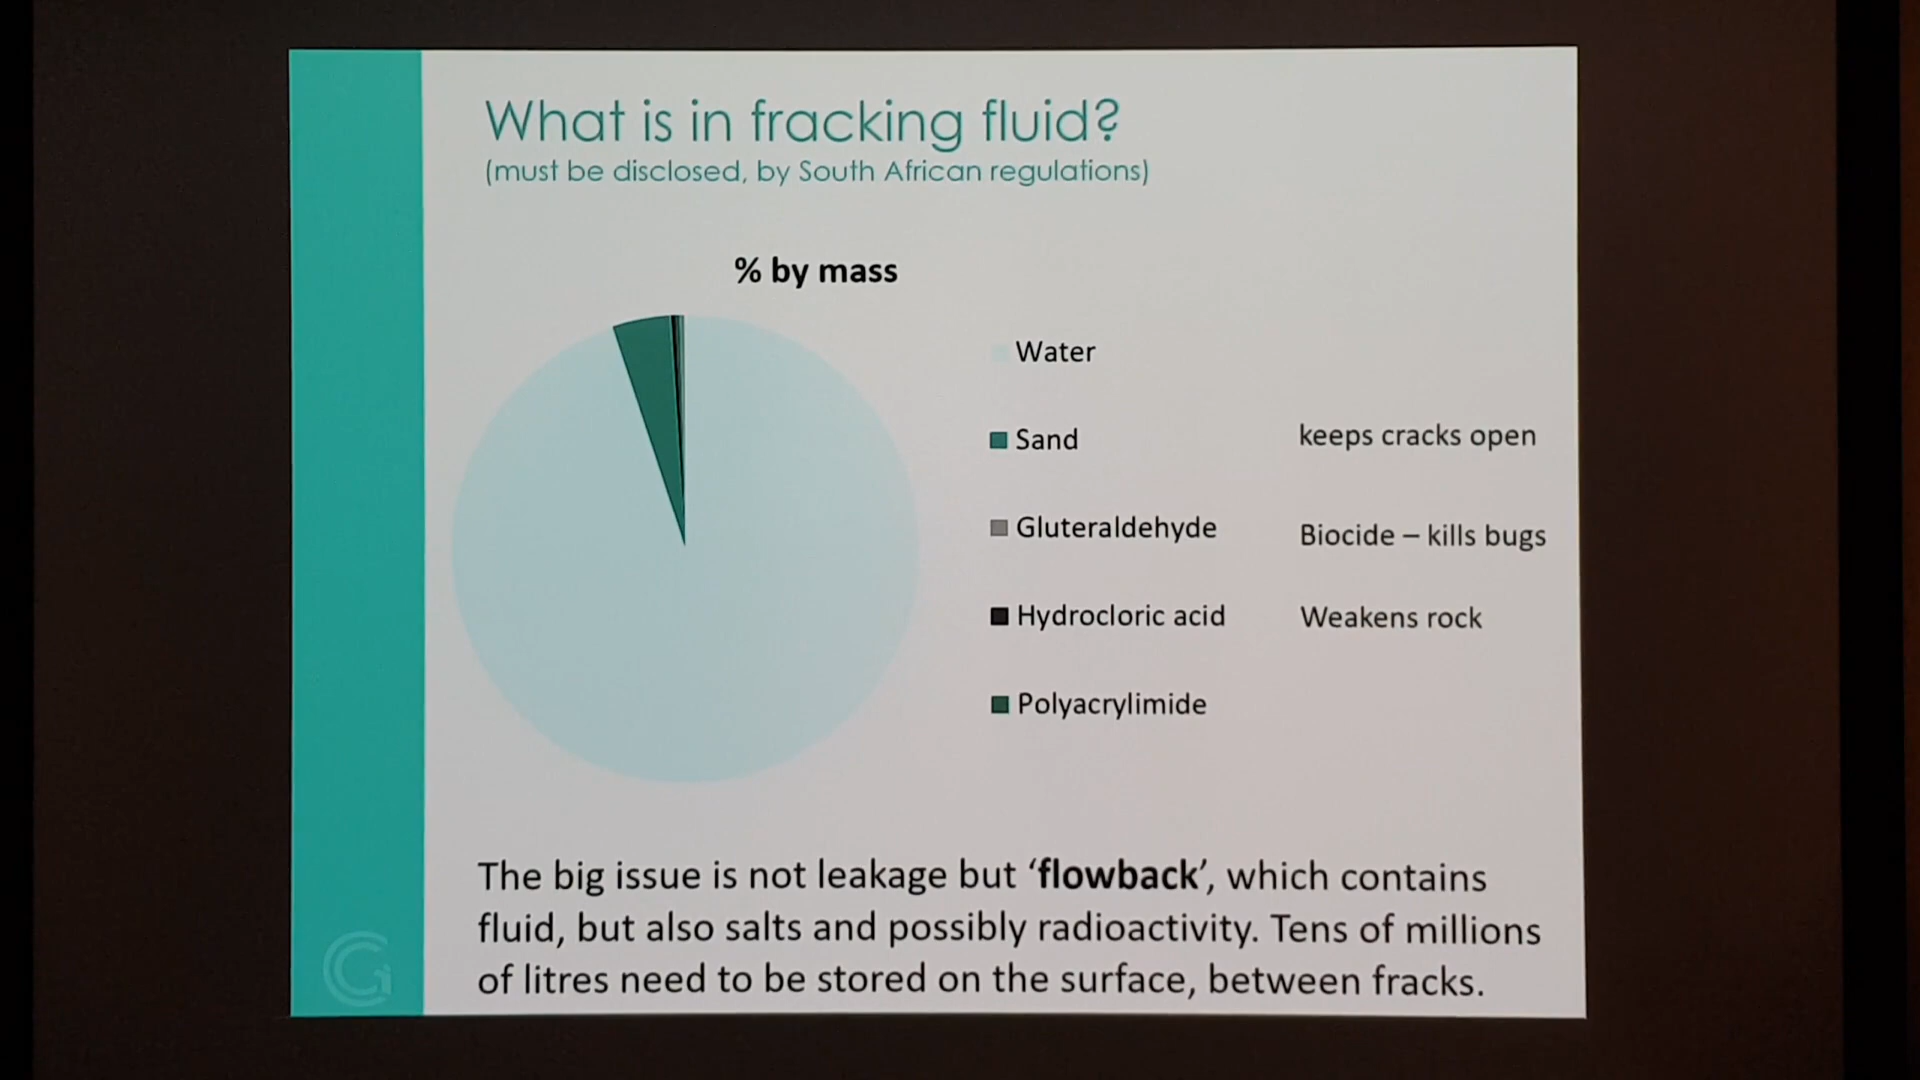 What is in fracking fluid?
(must be disclosed, by South African regulations)
% by mass
Water
Sand
keeps cracks open
Gluteraldehyde
Biocide – kills bugs
Hydrocloric acid
Weakens rock
Polyacrylimide
The big issue is not leakage but ‘flowback’, which contains
fluid, but also salts and possibly radioactivity. Tens of millions
of litres need to be stored on the surface, between fracks.